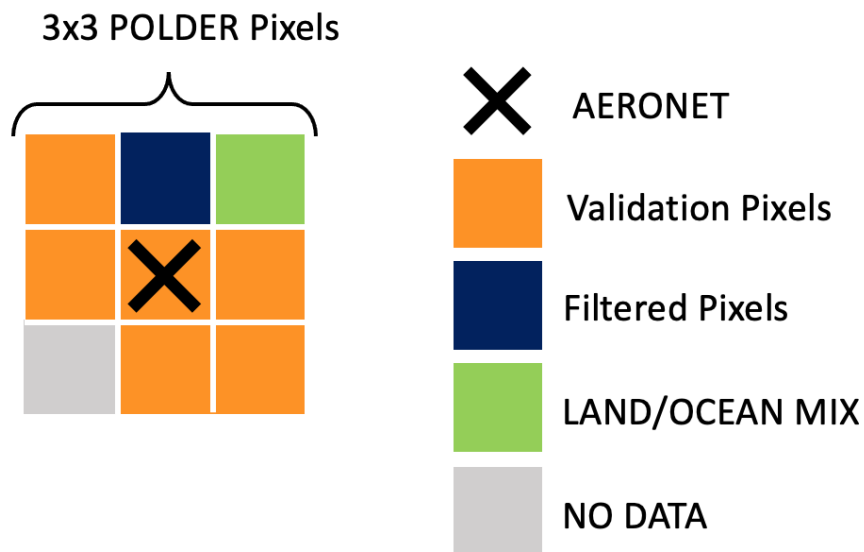 3x3 POLDER Pixels
AERONET
Validation Pixels
Filtered Pixels
LAND/OCEAN MIX
NO DATA